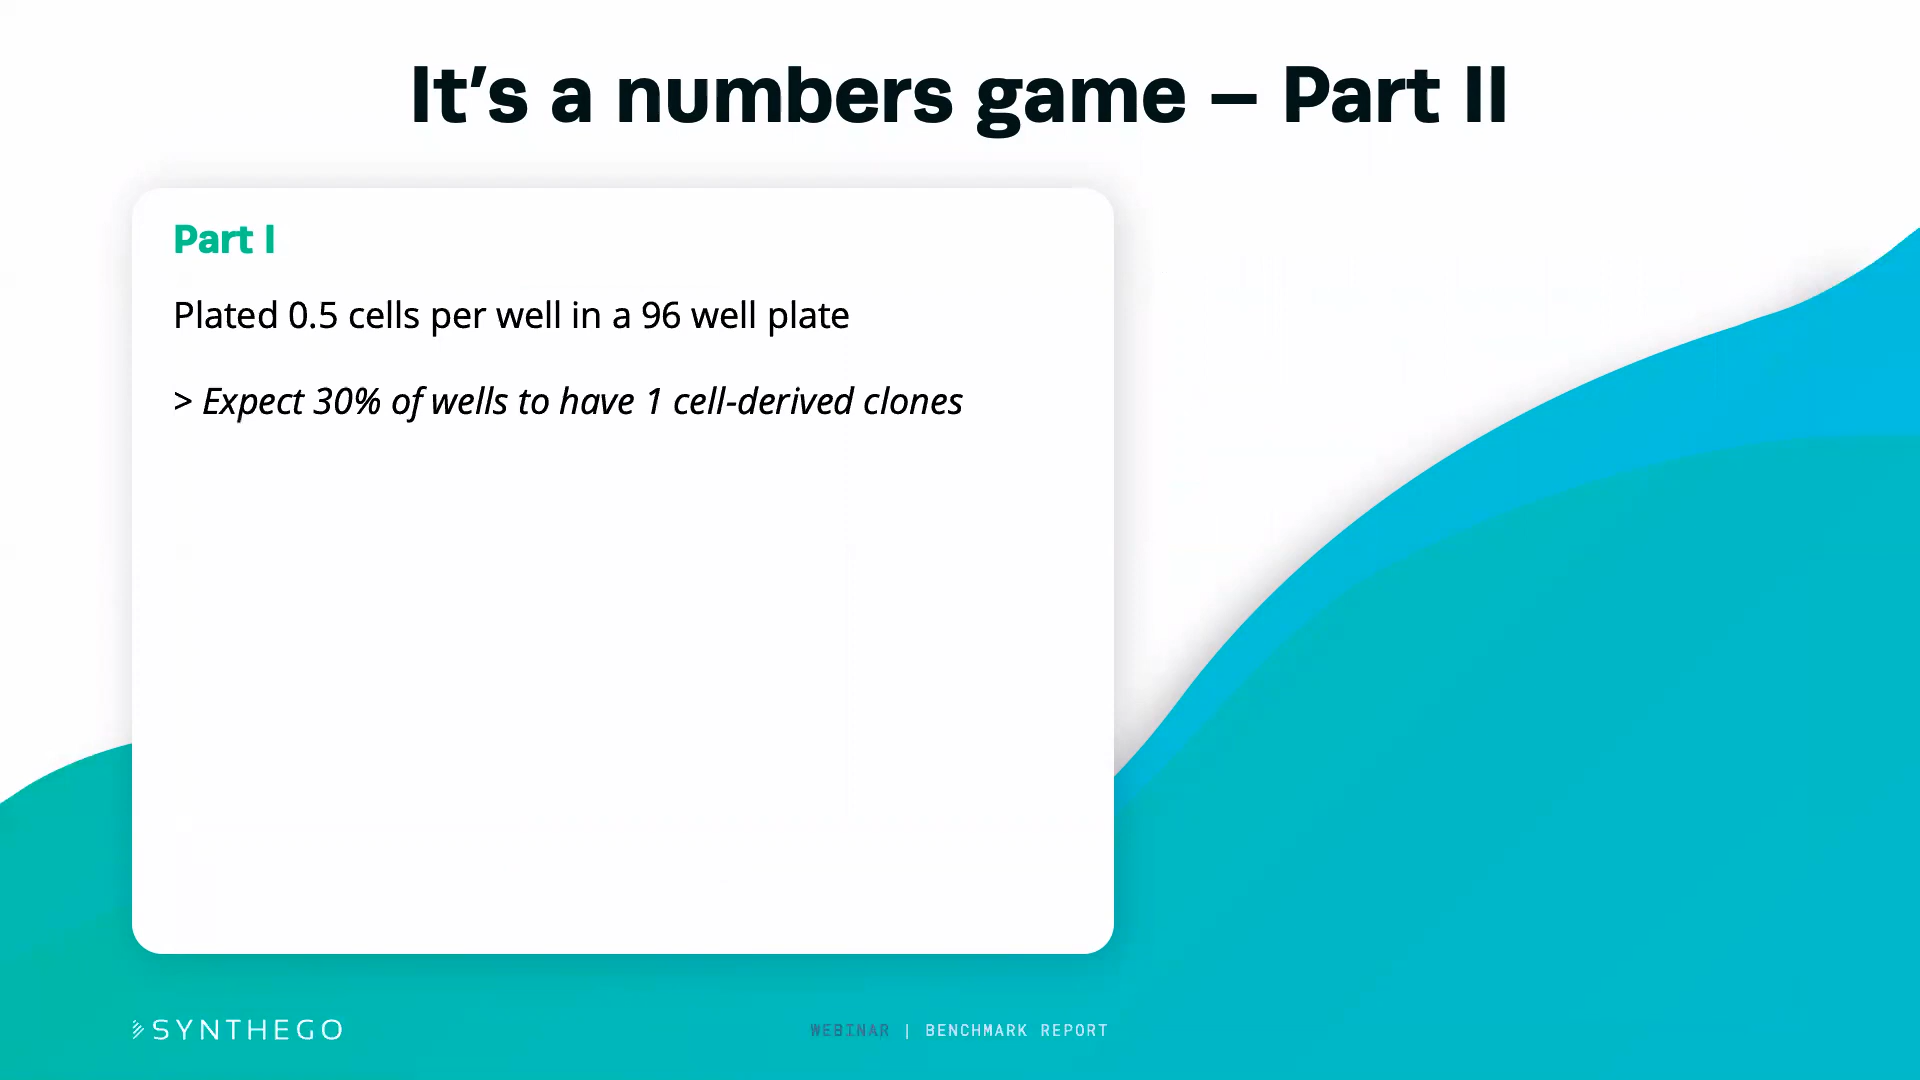 It’s a numbers game – Part II
Part I
Plated 0.5 cells per well in a 96 well plate
> Expect 30% of wells to have 1 cell-derived clones
SYNTHEGO
WEBINAR | BENCHMARK REPORT